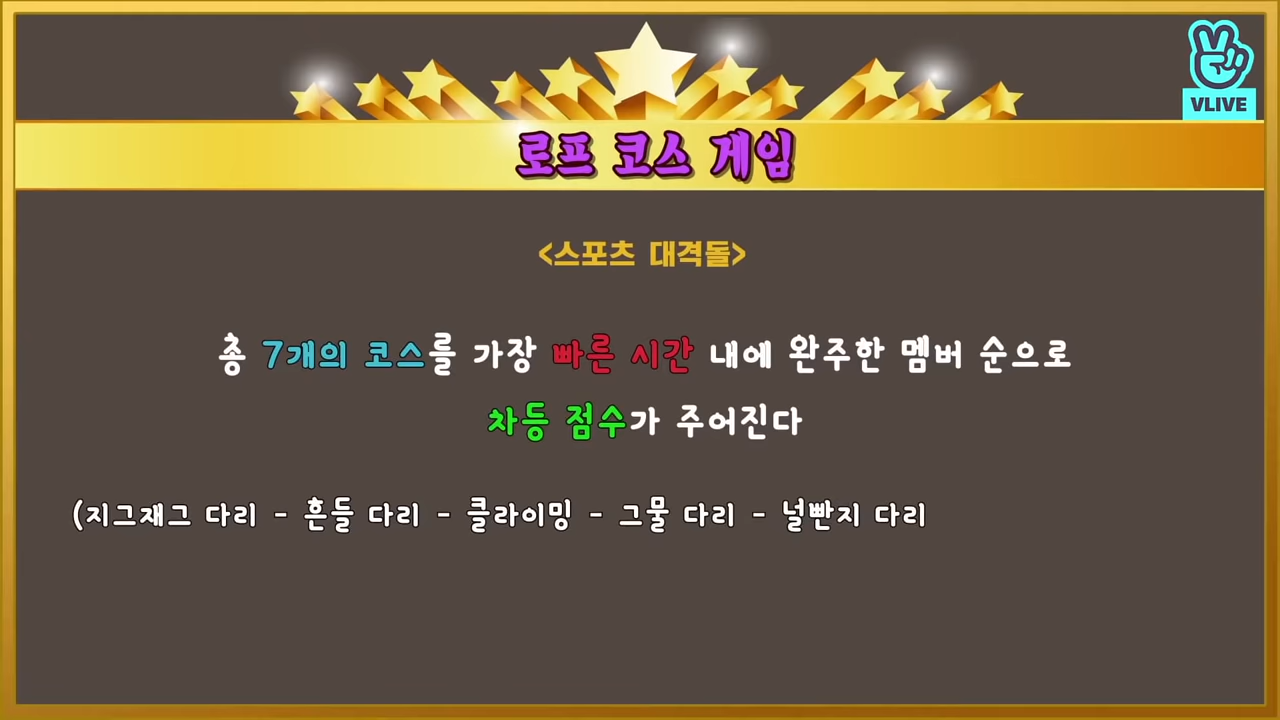 VLIVE
로프 코스 게임
<스포츠 대격돌>
총 7개의 코스를 가장 빠른 시간 내에 완주한 멤버 순으로
차등 점수가 주어진다
(지그재그 다리 - 흔들 다리 - 클라이밍 - 그물 다리 - 널빤지 다리